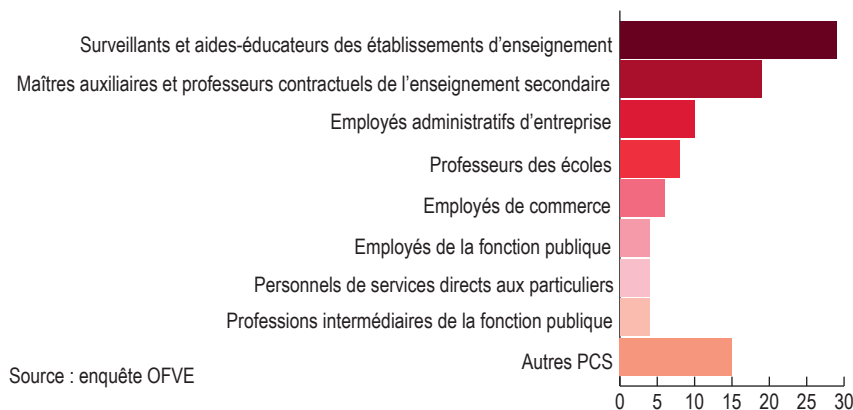 Surveillants et aides-éducateurs des établissements d’enseignement
Maîtres auxiliaires et professeurs contractuels de l’enseignement secondaire
Employés administratifs d’entreprise
Professeurs des écoles
Employés de commerce
Employés de la fonction publique
Personnels de services directs aux particuliers
Professions intermédiaires de la fonction publique
Autres PCS
Source : enquête OFVE
0 5 10 15 20 25 30